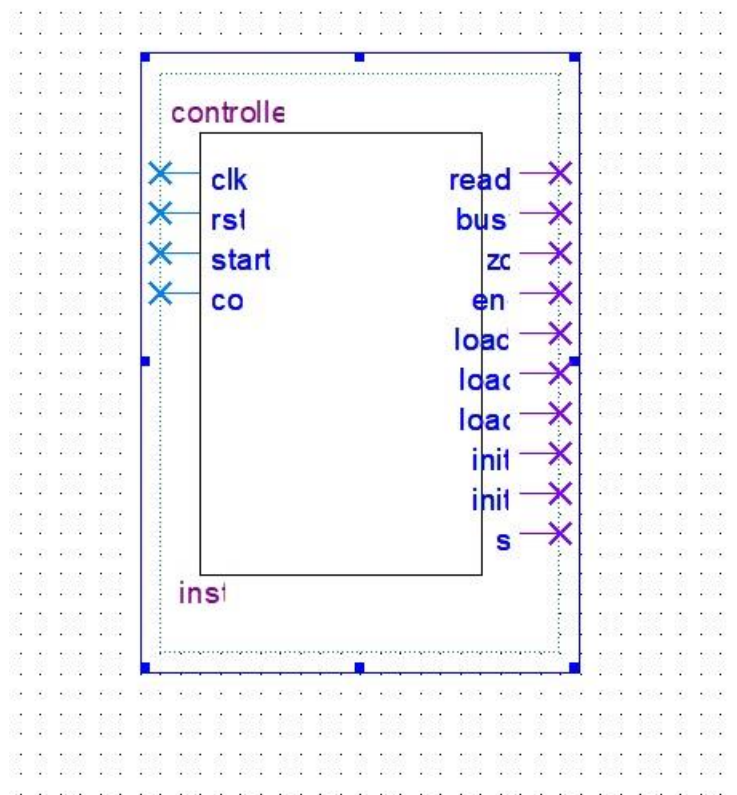 controlle
clk
rst
start
co
read
bus
zc
en
load
load
load
init
init
s
inst